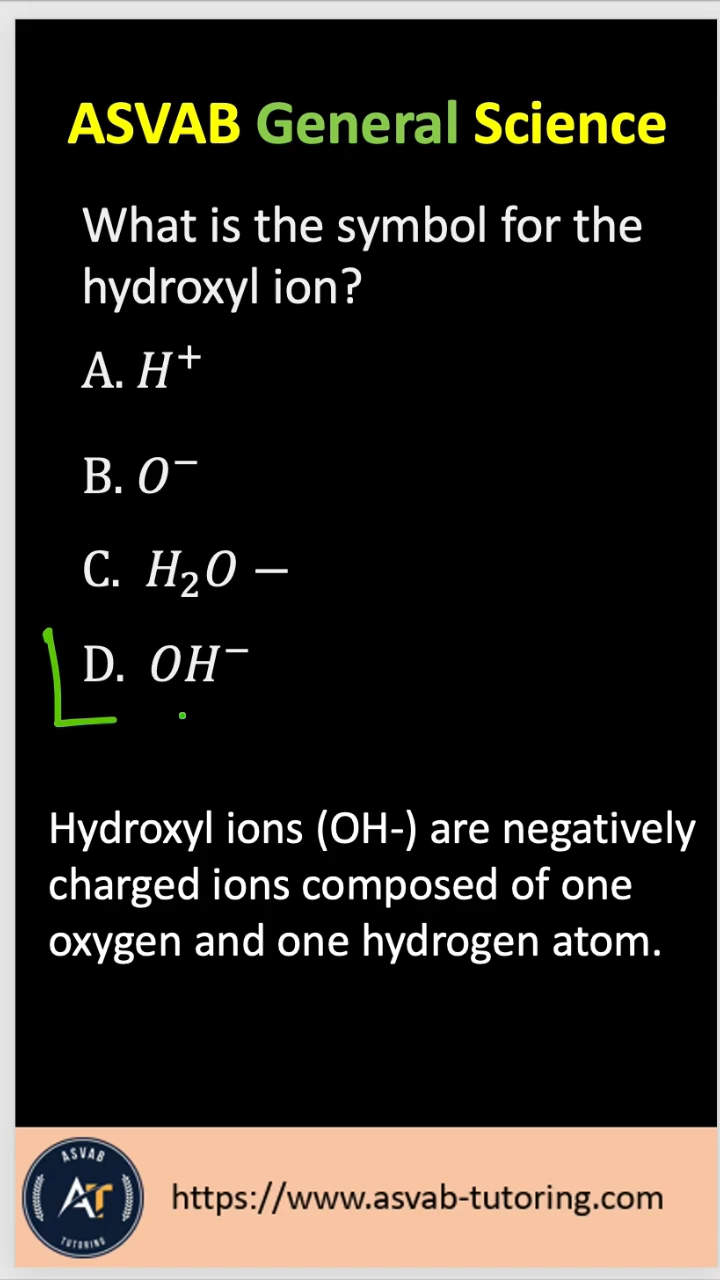 ASVAB General Science
What is the symbol for the
hydroxyl ion?
A. H⁺
B. O⁻
C. H₂O −
D. OH⁻
Hydroxyl ions (OH-) are negatively
charged ions composed of one
oxygen and one hydrogen atom.
ASVAB
AT
TUTORING
https://www.asvab-tutoring.com